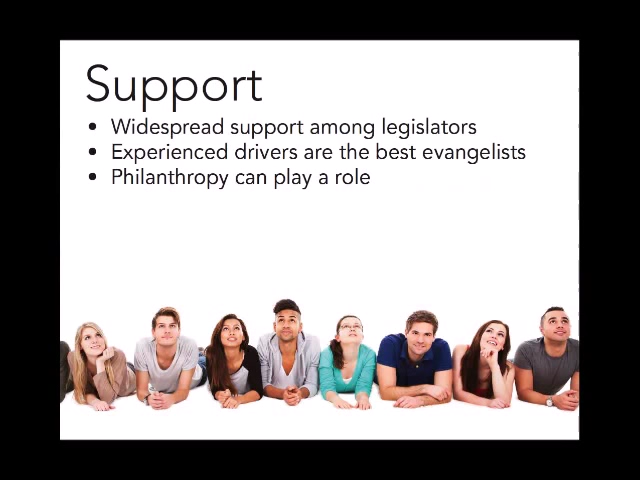 Support
• Widespread support among legislators
• Experienced drivers are the best evangelists
• Philanthropy can play a role